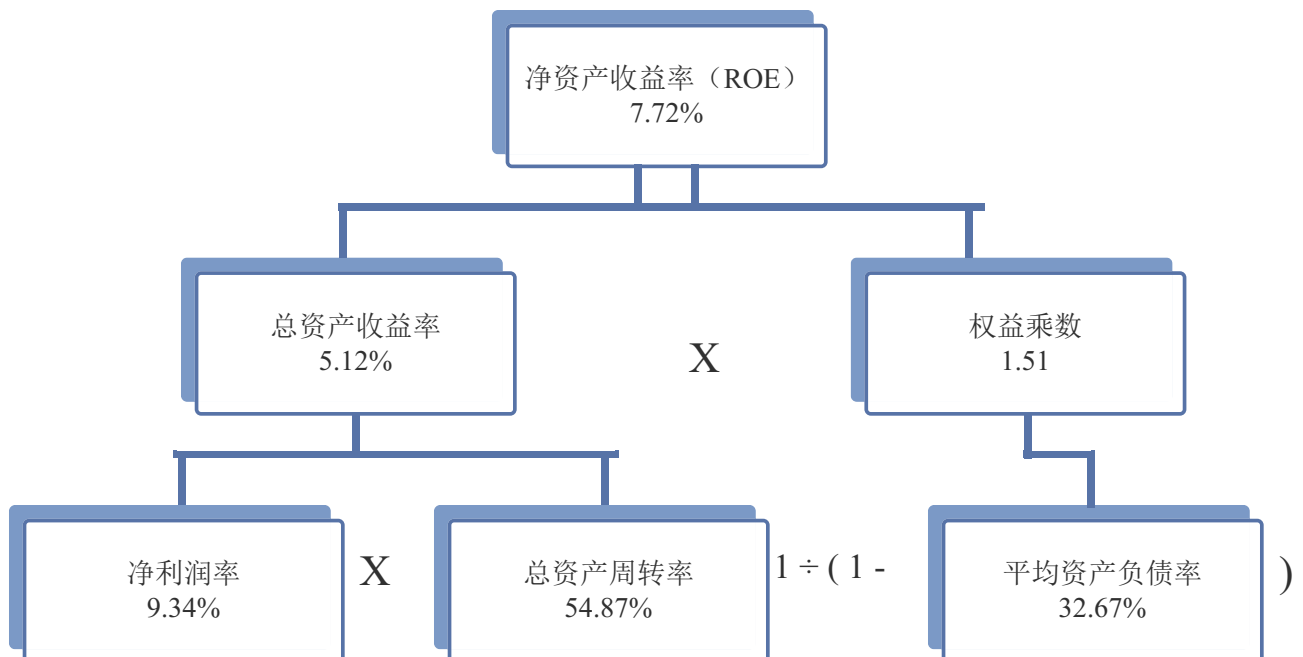 净资产收益率（ROE）
7.72%
总资产收益率
5.12%
X
权益乘数
1.51
净利润率
9.34%
X
总资产周转率
54.87%
1 ÷ ( 1 -
平均资产负债率
32.67%
)